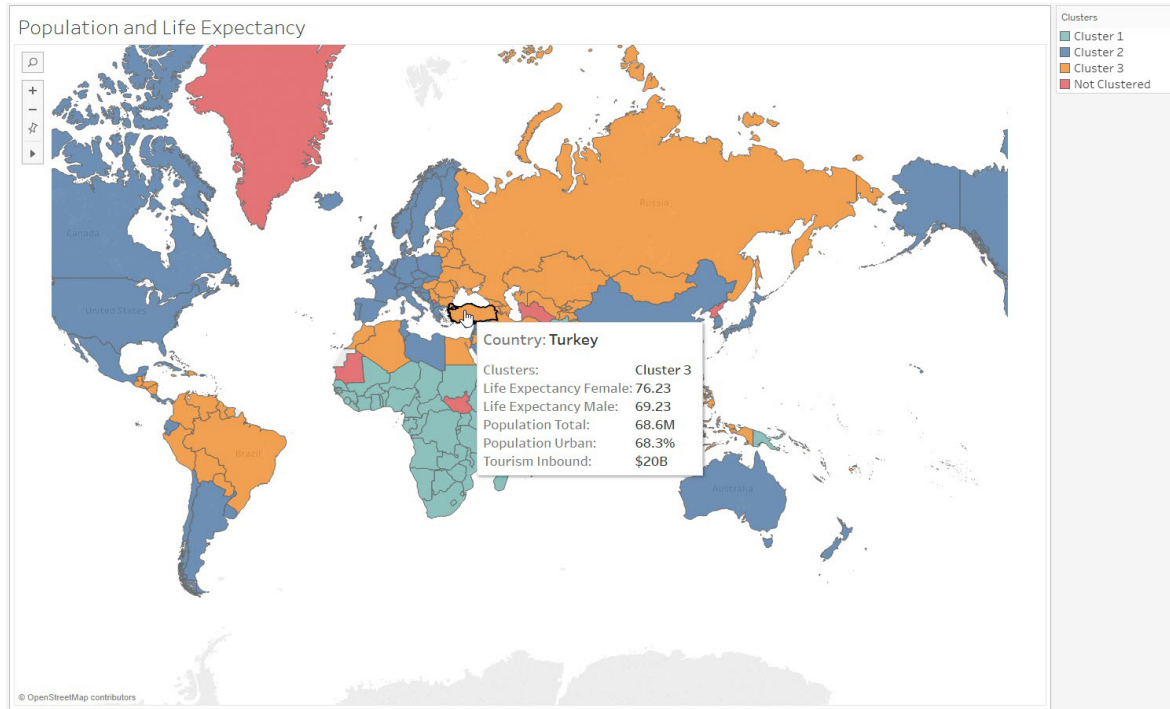 Population and Life Expectancy
Clusters
Cluster 1
Cluster 2
Cluster 3
Not Clustered
Russia
Canada
United States
Country: Turkey
Clusters: Cluster 3
Life Expectancy Female: 76.23
Life Expectancy Male: 69.23
Population Total: 68.6M
Population Urban: 68.3%
Tourism Inbound: $20B
Brazil
Australia
© OpenStreetMap contributors